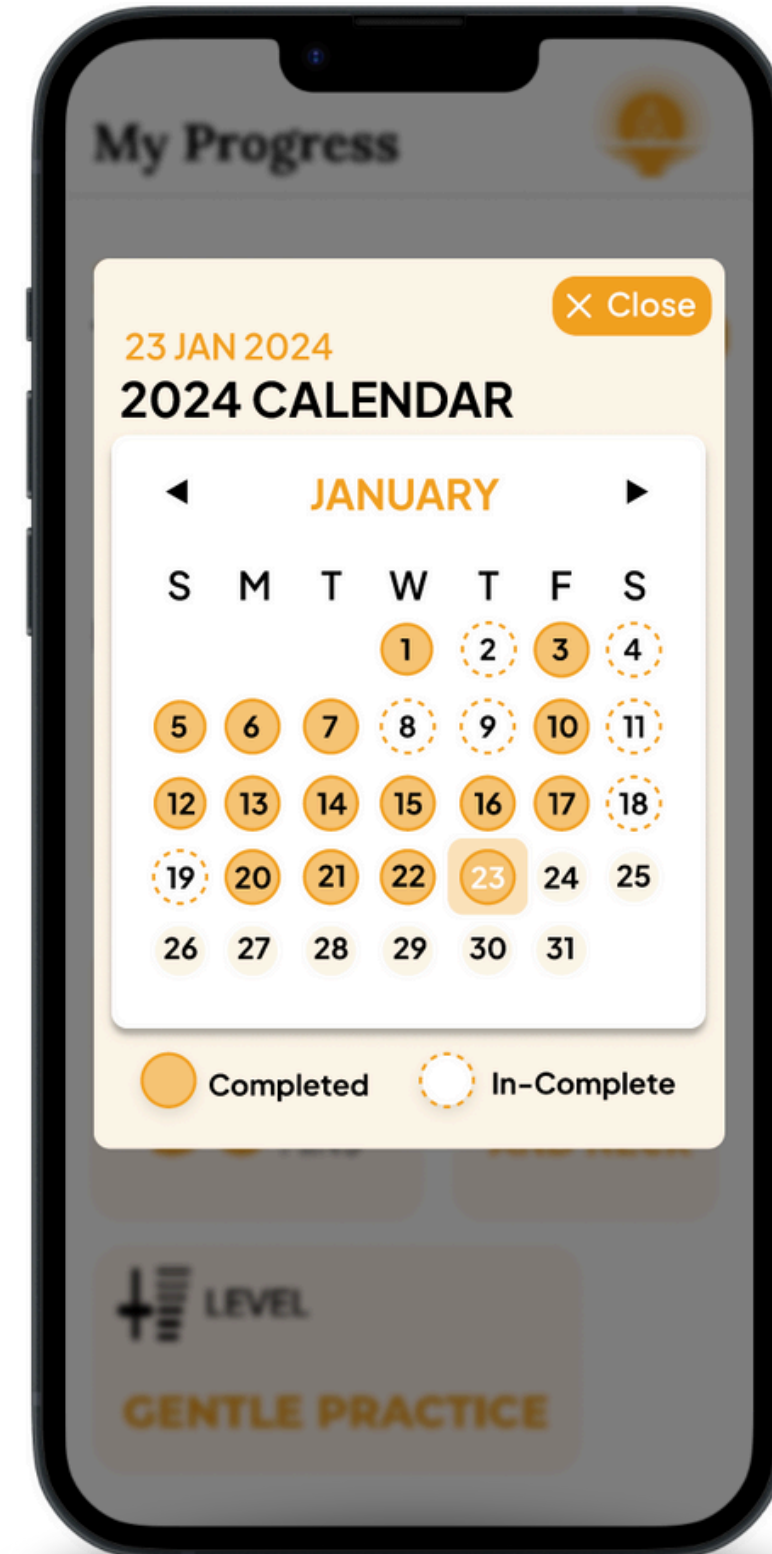 My Progress
× Close
23 JAN 2024
2024 CALENDAR
◀ JANUARY ▶
S M T W T F S
1 2 3 4
5 6 7 8 9 10 11
12 13 14 15 16 17 18
19 20 21 22 23 24 25
26 27 28 29 30 31
Completed In-Complete
LEVEL
GENTLE PRACTICE